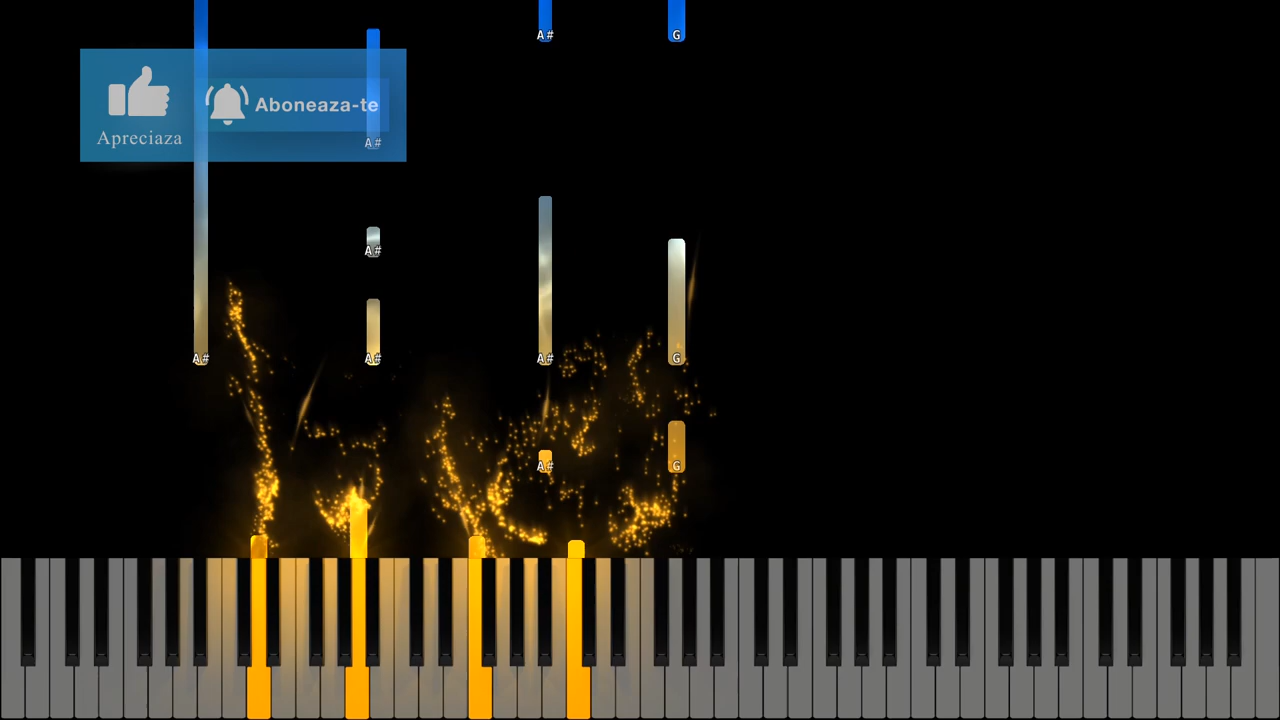 A# G
Aboneaza-te
Apreciaza A#
A#
A# A# A# G
A# G